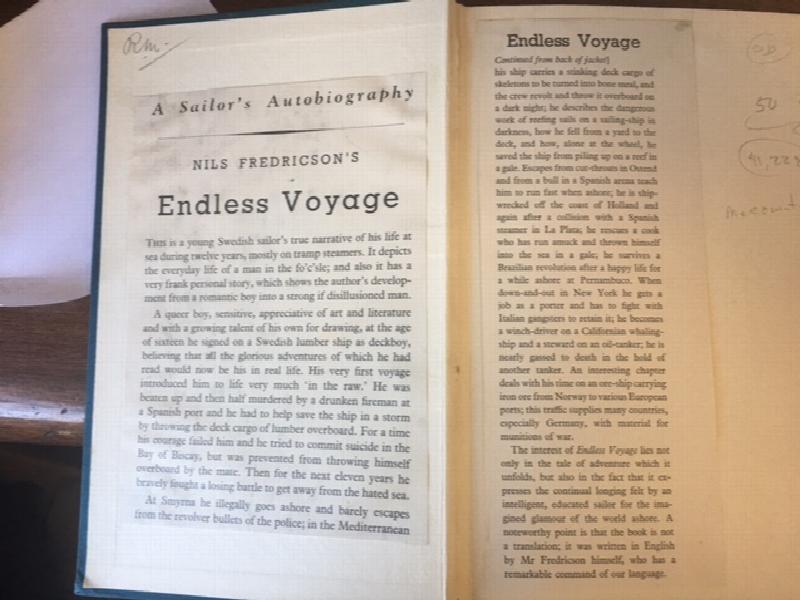 Rm.
A Sailor's Autobiography
NILS FREDRICSON'S
Endless Voyage
THIS is a young Swedish sailor's true narrative of his life at
sea during twelve years, mostly on tramp steamers. It depicts
the everyday life of a man in the fo'c'sle; and also it has a
very frank personal story, which shows the author's develop-
ment from a romantic boy into a strong if disillusioned man.
A queer boy, sensitive, appreciative of art and literature
and with a growing talent of his own for drawing, at the age
of sixteen he signed on a Swedish lumber ship as deckboy,
believing that all the glorious adventures of which he had
read would now be his in real life. His very first voyage
introduced him to life very much 'in the raw.' He was
beaten up and then half murdered by a drunken fireman at
a Spanish port and he had to help save the ship in a storm
by throwing the deck cargo of lumber overboard. For a time
his courage failed him and he tried to commit suicide in the
Bay of Biscay, but was prevented from throwing himself
overboard by the mate. Then for the next eleven years he
bravely fought a losing battle to get away from the hated sea.
At Smyrna he illegally goes ashore and barely escapes
from the revolver bullets of the police; in the Mediterranean
Endless Voyage
Continued from back of jacket]
his ship carries a stinking deck cargo of
skeletons to be turned into bone meal, and
the crew revolt and throw it overboard on
a dark night; he describes the dangerous
work of reefing sails on a sailing-ship in
darkness, how he fell from a yard to the
deck, and how, alone at the wheel, he
saved the ship from piling up on a reef in
a gale. Escapes from cut-throats in Ostend
and from a bull in a Spanish arena teach
him to run fast when ashore; he is ship-
wrecked off the coast of Holland and
again after a collision with a Spanish
steamer in La Plata; he rescues a cook
who has run amuck and thrown himself
into the sea in a gale; he survives a
Brazilian revolution after a happy life for
a while ashore at Pernambuco. When
down-and-out in New York he gets a
job as a porter and has to fight with
Italian gangsters to retain it; he becomes
a winch-driver on a Californian whaling-
ship and a steward on an oil-tanker; he is
nearly gassed to death in the hold of
another tanker. An interesting chapter
deals with his time on an ore-ship carrying
iron ore from Norway to various European
ports; this traffic supplies many countries,
especially Germany, with material for
munitions of war.
The interest of Endless Voyage lies not
only in the tale of adventure which it
unfolds, but also in the fact that it ex-
presses the continual longing felt by an
intelligent, educated sailor for the ima-
gined glamour of the world ashore. A
noteworthy point is that the book is not
a translation; it was written in English
by Mr Fredricson himself, who has a
remarkable command of our language.
50